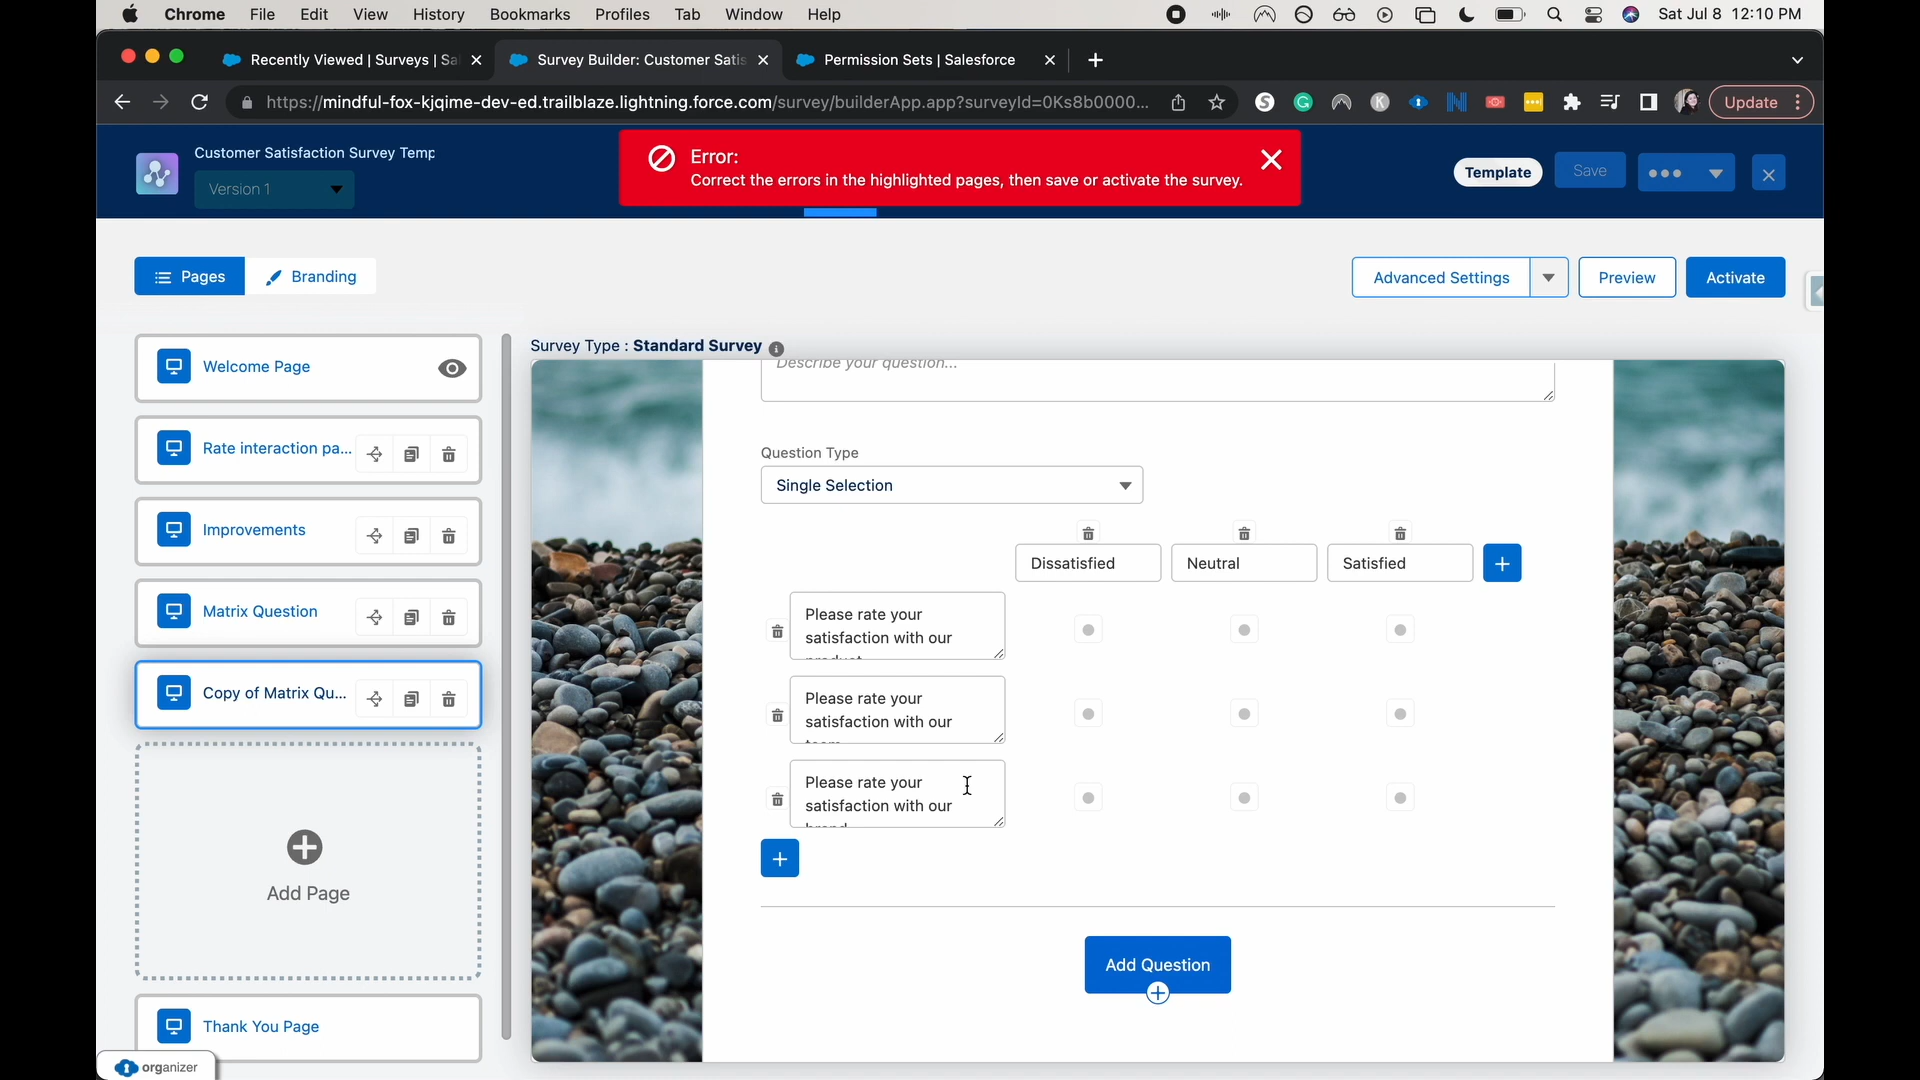 Chrome File Edit View History Bookmarks Profiles Tab Window Help Sat Jul 8 12:10 PM
Recently Viewed | Surveys | Sa
Survey Builder: Customer Satis
Permission Sets | Salesforce
https://mindful-fox-kjqime-dev-ed.trailblaze.lightning.force.com/survey/builderApp.app?surveyId=0Ks8b0000...
Update
Customer Satisfaction Survey Temp
Version 1
Error:
Correct the errors in the highlighted pages, then save or activate the survey.
Template
Save
Pages
Branding
Advanced Settings
Preview
Activate
Welcome Page
Rate interaction pa...
Improvements
Matrix Question
Copy of Matrix Qu...
Add Page
Thank You Page
organizer
Survey Type : Standard Survey
Describe your question...
Question Type
Single Selection
Dissatisfied
Neutral
Satisfied
Please rate your
satisfaction with our
Please rate your
satisfaction with our
Please rate your
satisfaction with our
Add Question